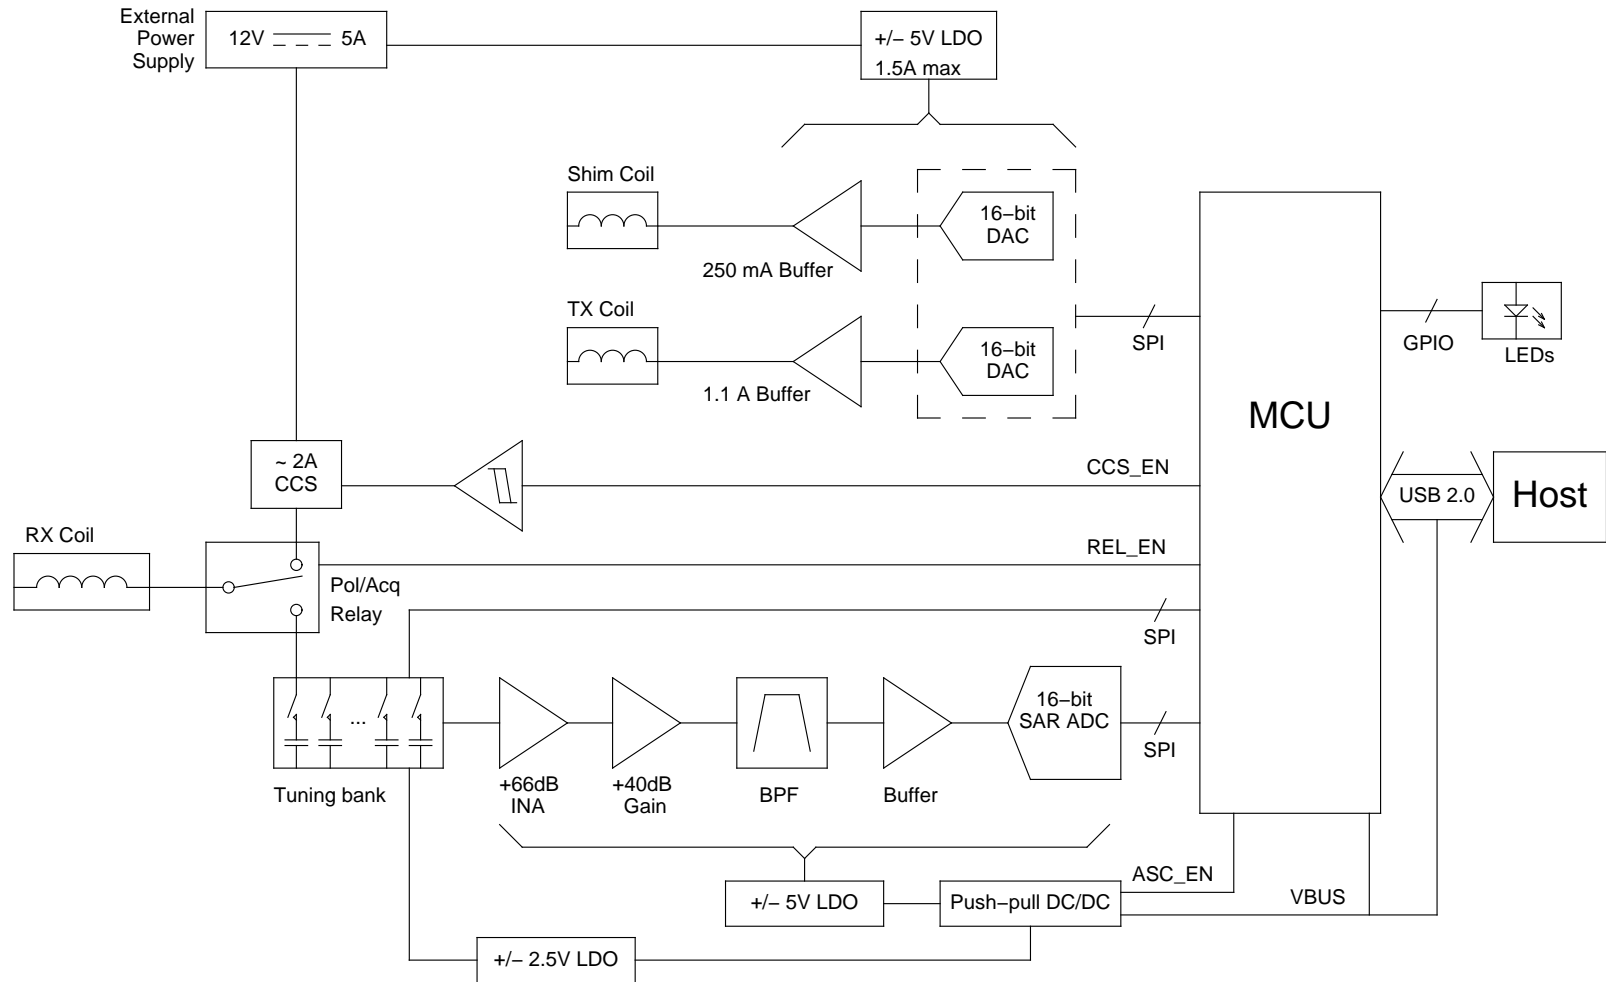 External
Power
Supply
12V 5A
+/− 5V LDO
1.5A max
Shim Coil
16−bit
DAC
250 mA Buffer
TX Coil
16−bit
DAC
1.1 A Buffer
SPI
GPIO
LEDs
MCU
~ 2A
CCS
CCS_EN
USB 2.0
Host
RX Coil
REL_EN
Pol/Acq
Relay
SPI
...
16−bit
SAR ADC
SPI
Tuning bank
+66dB
INA
+40dB
Gain
BPF
Buffer
ASC_EN
+/− 5V LDO
Push−pull DC/DC
VBUS
+/− 2.5V LDO